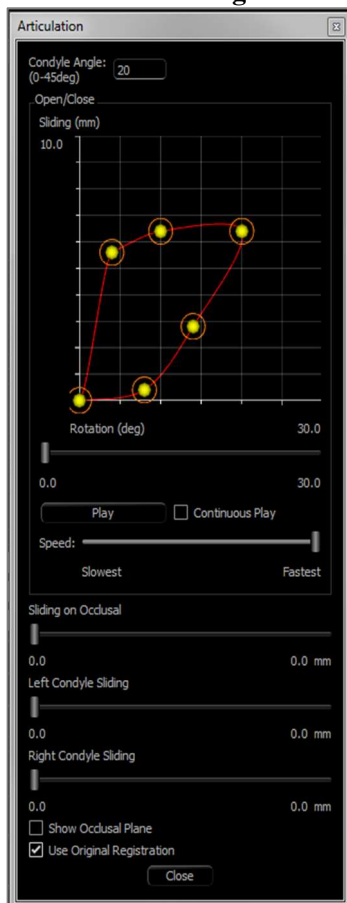 Articulation
Condyle Angle: 20
(0-45deg)
Open/Close
Sliding (mm)
10.0
Rotation (deg) 30.0
0.0 30.0
Play Continuous Play
Speed:
Slowest Fastest
Sliding on Occlusal
0.0 0.0 mm
Left Condyle Sliding
0.0 0.0 mm
Right Condyle Sliding
0.0 0.0 mm
Show Occlusal Plane
Use Original Registration
Close